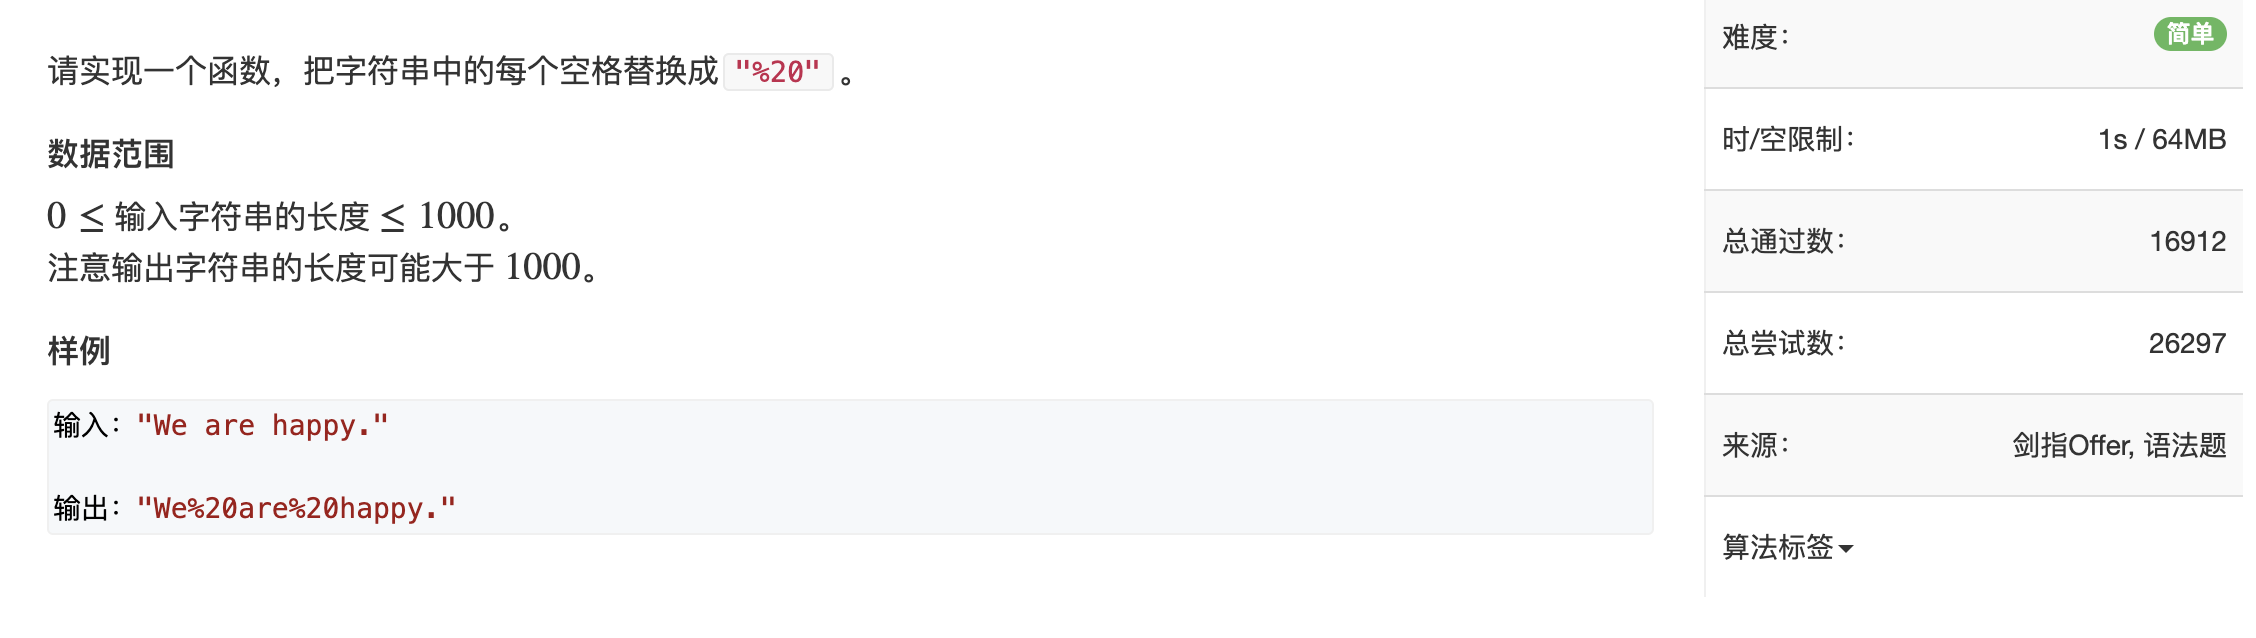 请实现一个函数，把字符串中的每个空格替换成 "%20" 。
数据范围
0 ≤ 输入字符串的长度 ≤ 1000。
注意输出字符串的长度可能大于 1000。
样例
输入："We are happy."
输出："We%20are%20happy."
难度： 简单
时/空限制： 1s / 64MB
总通过数： 16912
总尝试数： 26297
来源： 剑指Offer, 语法题
算法标签